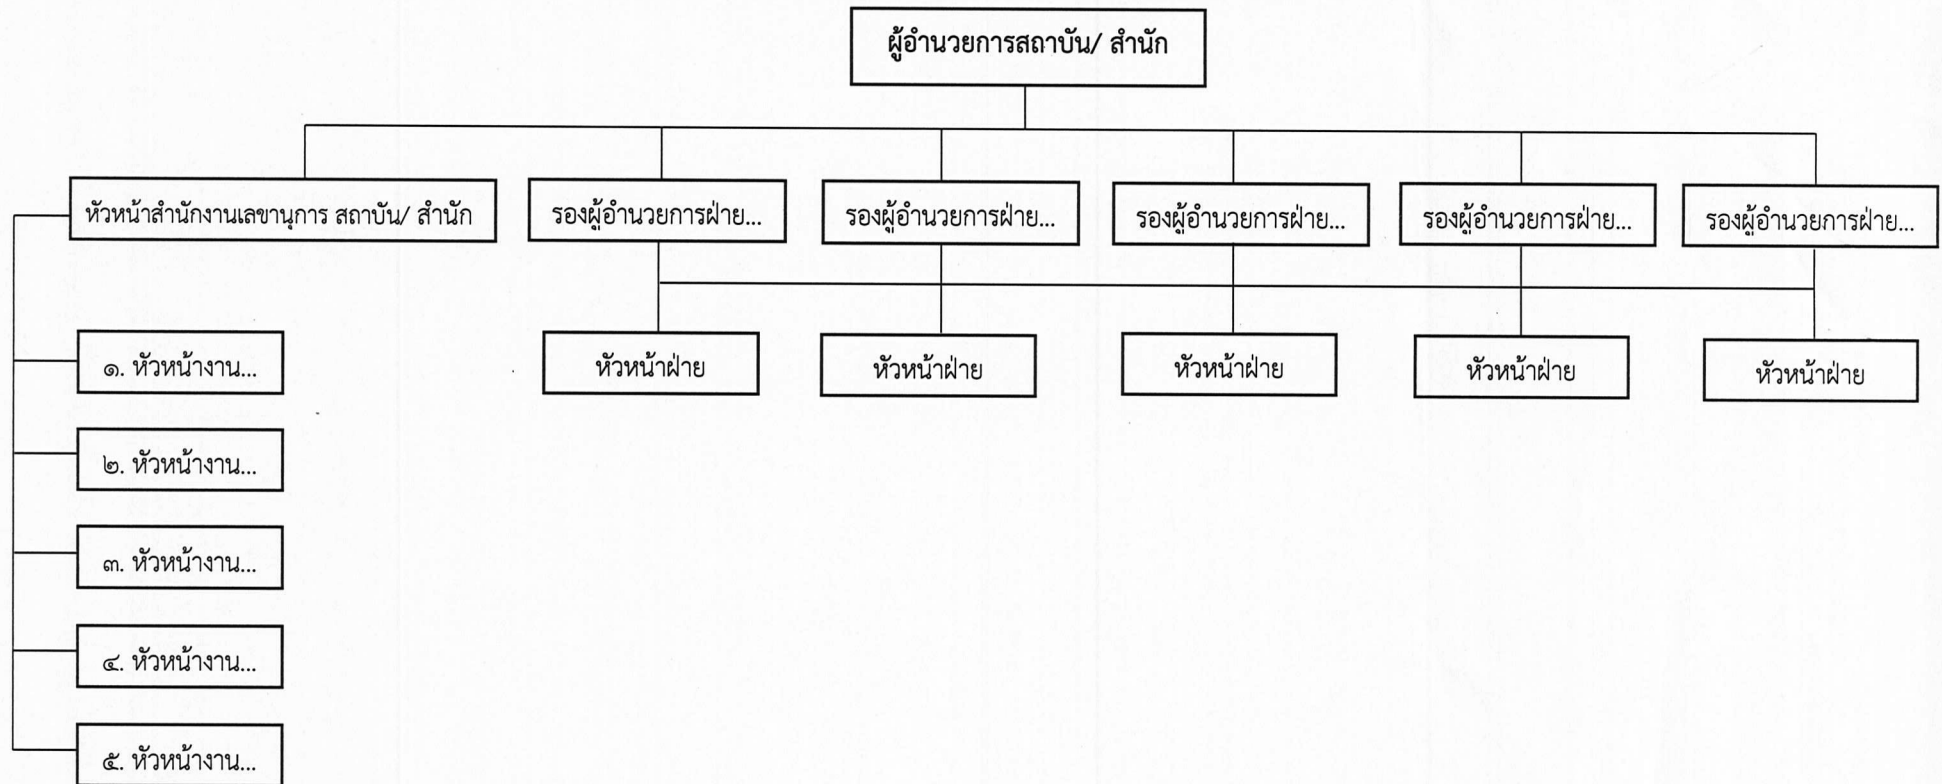 ผู้อำนวยการสถาบัน/ สำนัก
หัวหน้าสำนักงานเลขานุการ สถาบัน/ สำนัก
รองผู้อำนวยการฝ่าย...
รองผู้อำนวยการฝ่าย...
รองผู้อำนวยการฝ่าย...
รองผู้อำนวยการฝ่าย...
รองผู้อำนวยการฝ่าย...
๑. หัวหน้างาน...
หัวหน้าฝ่าย
หัวหน้าฝ่าย
หัวหน้าฝ่าย
หัวหน้าฝ่าย
หัวหน้าฝ่าย
๒. หัวหน้างาน...
๓. หัวหน้างาน...
๔. หัวหน้างาน...
๕. หัวหน้างาน...